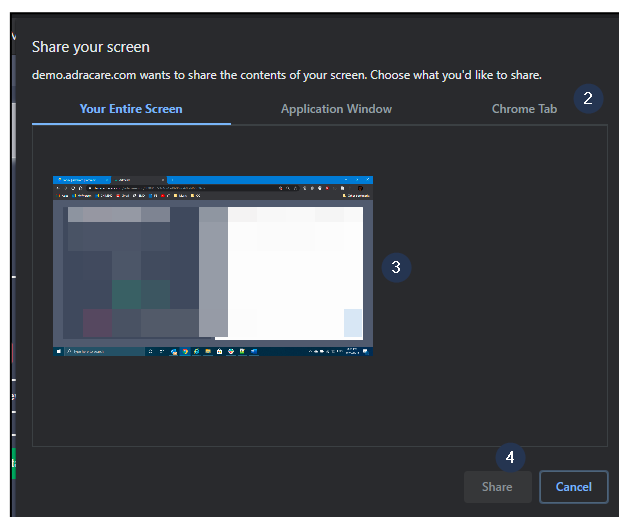 Share your screen
demo.adracare.com wants to share the contents of your screen. Choose what you'd like to share.
Your Entire Screen Application Window Chrome Tab 2
3
4
Share Cancel